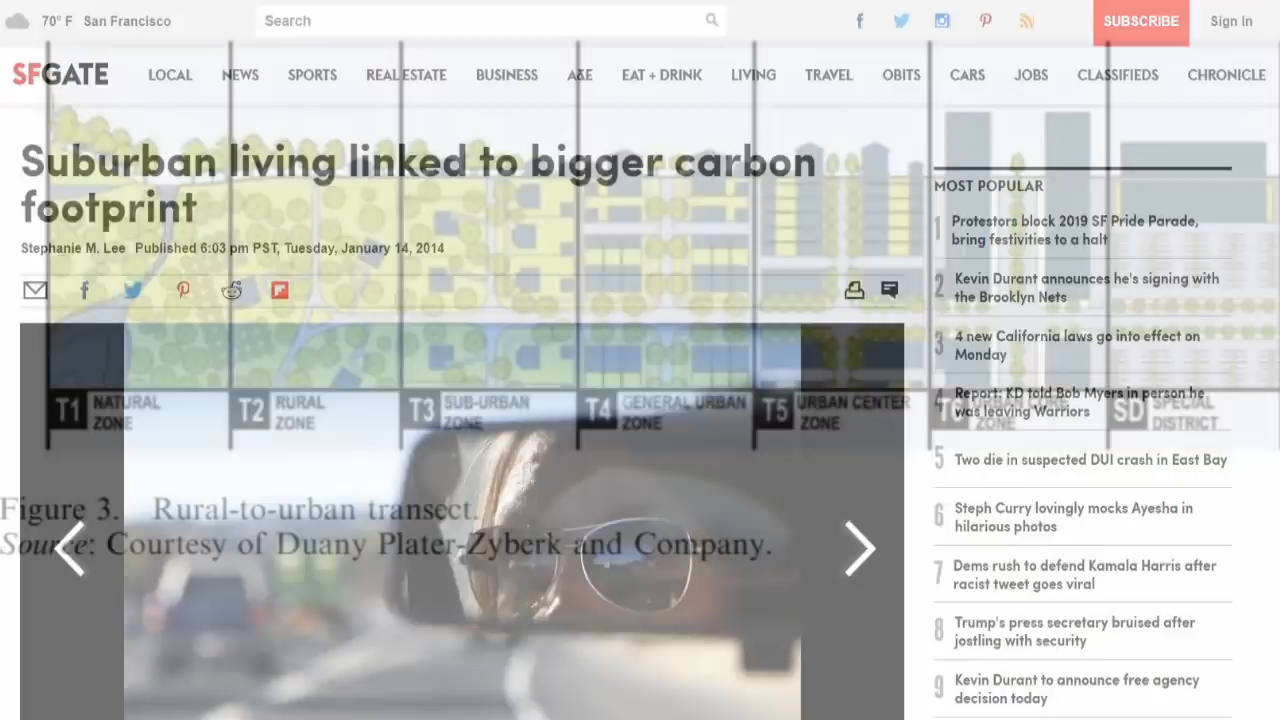 70° F San Francisco
Search
SUBSCRIBE
Sign In
SFGATE
LOCAL NEWS SPORTS REAL ESTATE BUSINESS A&E EAT + DRINK LIVING TRAVEL OBITS CARS JOBS CLASSIFIEDS CHRONICLE
Suburban living linked to bigger carbon
footprint
Stephanie M. Lee Published 6:03 pm PST, Tuesday, January 14, 2014
MOST POPULAR
1 Protestors block 2019 SF Pride Parade,
bring festivities to a halt
2 Kevin Durant announces he's signing with
the Brooklyn Nets
3 4 new California laws go into effect on
Monday
4 Report: KD told Bob Myers in person he
was leaving Warriors
5 Two die in suspected DUI crash in East Bay
6 Steph Curry lovingly mocks Ayesha in
hilarious photos
7 Dems rush to defend Kamala Harris after
racist tweet goes viral
8 Trump's press secretary bruised after
jostling with security
9 Kevin Durant to announce free agency
decision today
T1 NATURAL
ZONE
T2 RURAL
ZONE
T3 SUB-URBAN
ZONE
T4 GENERAL URBAN
ZONE
T5 URBAN CENTER
ZONE
ZONE
SD SPECIAL
DISTRICT
Figure 3. Rural-to-urban transect.
Source: Courtesy of Duany Plater-Zyberk and Company.